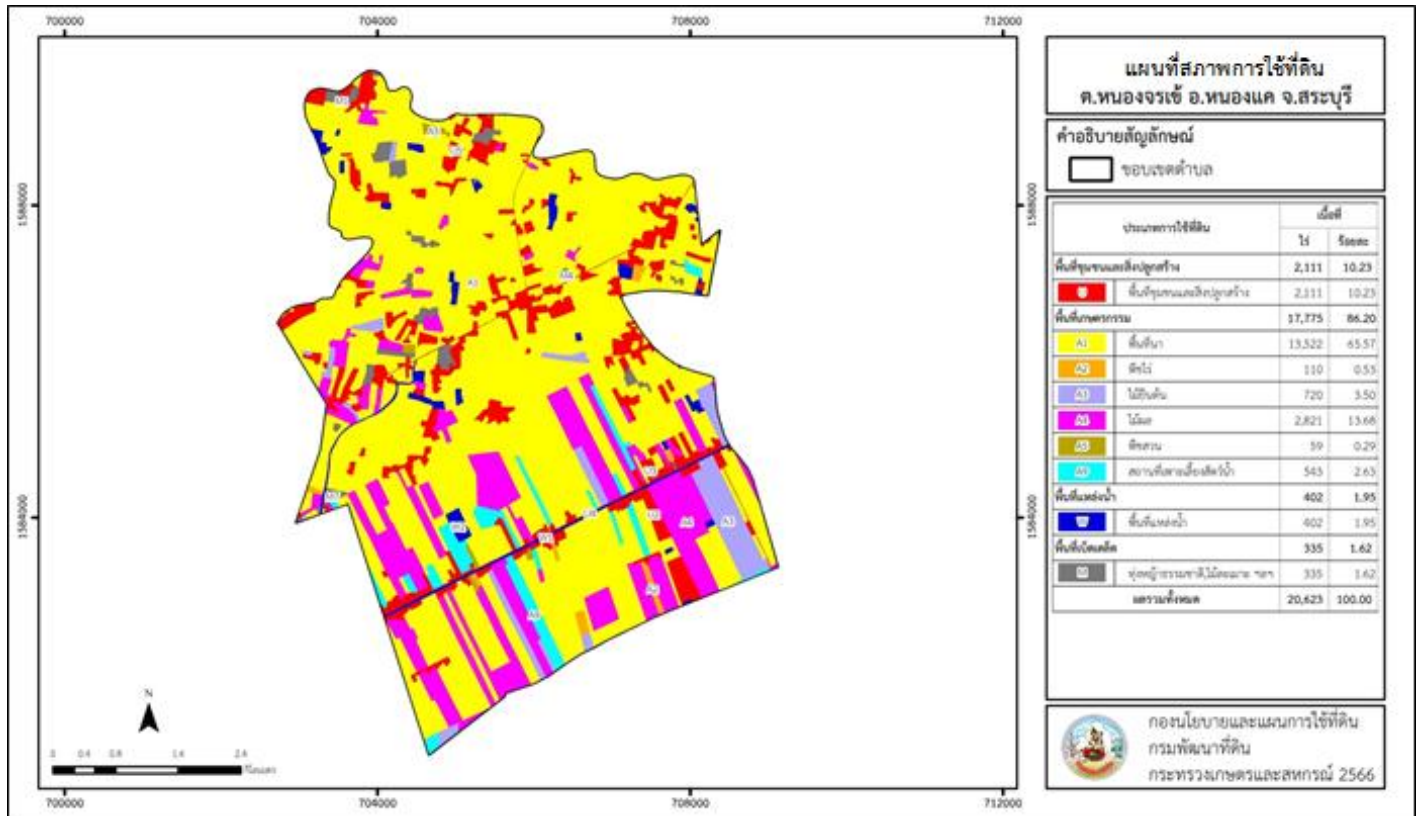 700000 704000 708000 712000
แผนที่สภาพการใช้ที่ดิน
ต.หนองจรเข้ อ.หนองแค จ.สระบุรี
คำอธิบายสัญลักษณ์
ขอบเขตตำบล
1588000 1588000
ประเภทการใช้ที่ดิน เนื้อที่
ไร่ ร้อยละ
พื้นที่ชุมชนและสิ่งปลูกสร้าง 2,111 10.23
U พื้นที่ชุมชนและสิ่งปลูกสร้าง 2,111 10.23
พื้นที่เกษตรกรรม 17,775 86.20
A1 พื้นที่นา 13,522 65.57
A2 พืชไร่ 110 0.53
A3 ไม้ยืนต้น 720 3.50
A4 ไม้ผล 2,821 13.68
A5 พืชสวน 59 0.29
A9 สถานที่เพาะเลี้ยงสัตว์น้ำ 543 2.63
พื้นที่แหล่งน้ำ 402 1.95
W พื้นที่แหล่งน้ำ 402 1.95
พื้นที่เบ็ดเตล็ด 335 1.62
M ทุ่งหญ้าธรรมชาติ,ไม้ละเมาะ ฯลฯ 335 1.62
ผลรวมทั้งหมด 20,623 100.00
1584000 1584000
A1
A4 A3
N
0 0.4 0.8 1.6 2.4
กิโลเมตร
กองนโยบายและแผนการใช้ที่ดิน
กรมพัฒนาที่ดิน
กระทรวงเกษตรและสหกรณ์ 2566
700000 704000 708000 712000